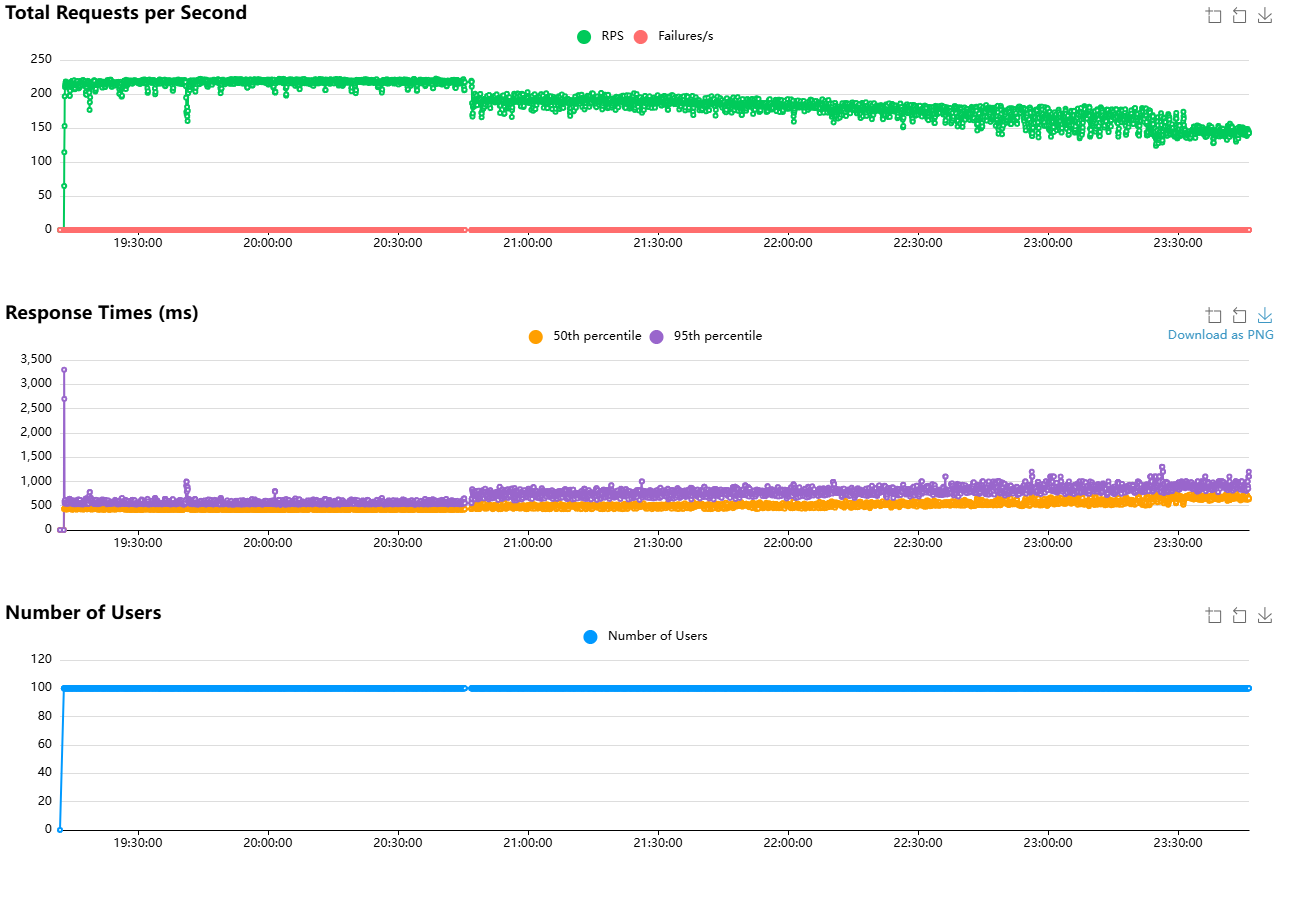 Total Requests per Second
RPS Failures/s
250
200
150
100
50
0
19:30:00 20:00:00 20:30:00 21:00:00 21:30:00 22:00:00 22:30:00 23:00:00 23:30:00
Response Times (ms)
50th percentile 95th percentile
Download as PNG
3,500
3,000
2,500
2,000
1,500
1,000
500
0
19:30:00 20:00:00 20:30:00 21:00:00 21:30:00 22:00:00 22:30:00 23:00:00 23:30:00
Number of Users
Number of Users
120
100
80
60
40
20
0
19:30:00 20:00:00 20:30:00 21:00:00 21:30:00 22:00:00 22:30:00 23:00:00 23:30:00